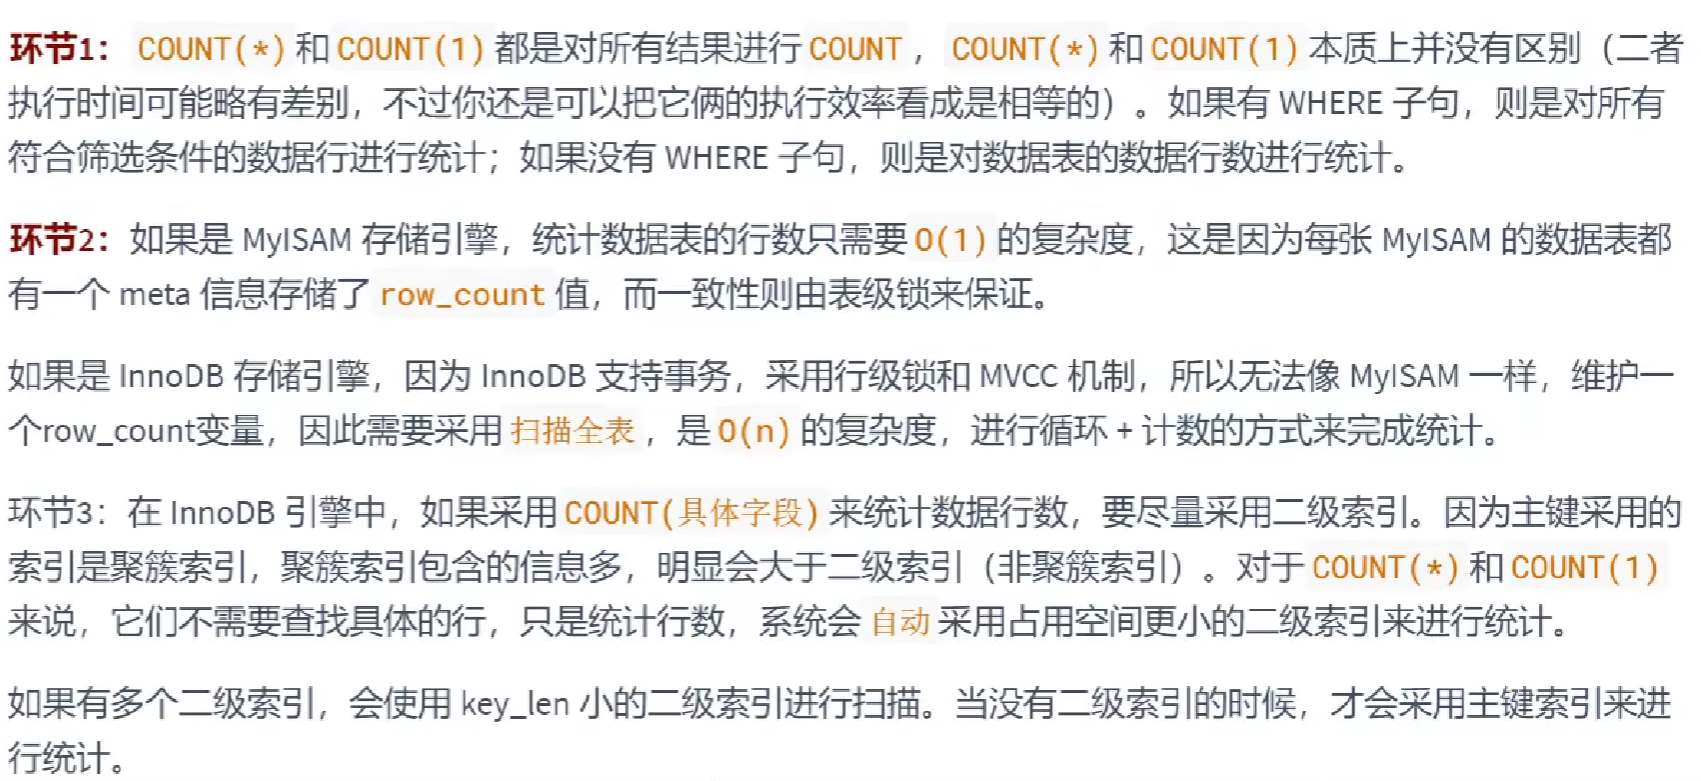 环节1： COUNT(*) 和 COUNT(1) 都是对所有结果进行 COUNT ， COUNT(*) 和 COUNT(1) 本质上并没有区别（二者
执行时间可能略有差别，不过你还是可以把它俩的执行效率看成是相等的）。如果有 WHERE 子句，则是对所有
符合筛选条件的数据行进行统计；如果没有 WHERE 子句，则是对数据表的数据行数进行统计。
环节2：如果是 MyISAM 存储引擎，统计数据表的行数只需要 O(1) 的复杂度，这是因为每张 MyISAM 的数据表都
有一个 meta 信息存储了 row_count 值，而一致性则由表级锁来保证。
如果是 InnoDB 存储引擎，因为 InnoDB 支持事务，采用行级锁和 MVCC 机制，所以无法像 MyISAM 一样，维护一
个row_count变量，因此需要采用 扫描全表 ，是 O(n) 的复杂度，进行循环 + 计数的方式来完成统计。
环节3：在 InnoDB 引擎中，如果采用 COUNT(具体字段) 来统计数据行数，要尽量采用二级索引。因为主键采用的
索引是聚簇索引，聚簇索引包含的信息多，明显会大于二级索引（非聚簇索引）。对于 COUNT(*) 和 COUNT(1)
来说，它们不需要查找具体的行，只是统计行数，系统会 自动 采用占用空间更小的二级索引来进行统计。
如果有多个二级索引，会使用 key_len 小的二级索引进行扫描。当没有二级索引的时候，才会采用主键索引来进
行统计。